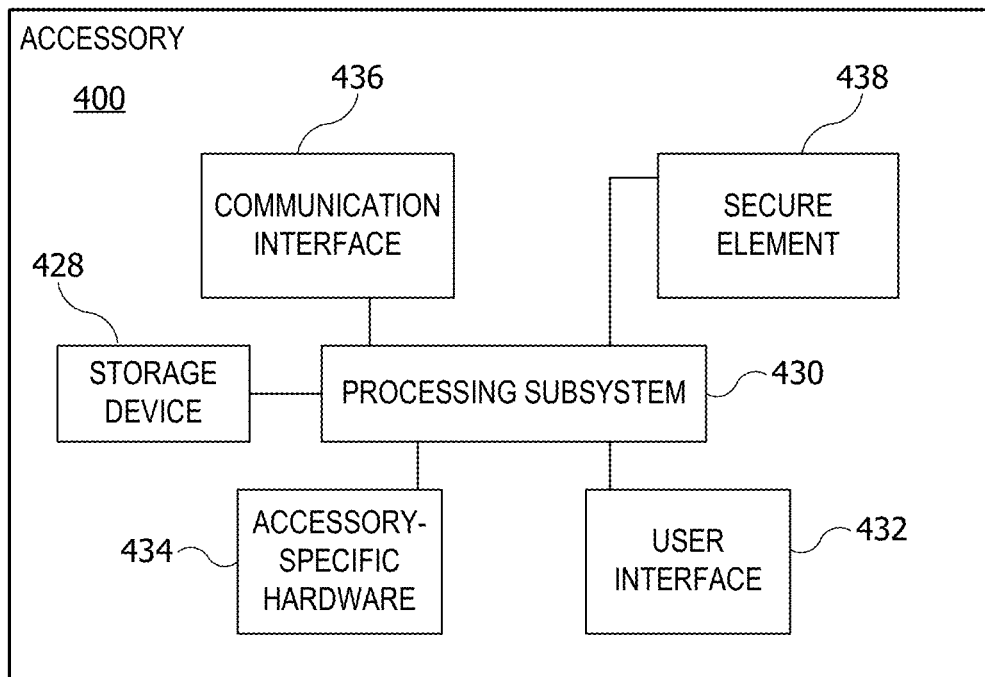 ACCESSORY
400
436
438
COMMUNICATION
INTERFACE
SECURE
ELEMENT
428
STORAGE
DEVICE
PROCESSING SUBSYSTEM
430
434
ACCESSORY-
SPECIFIC
HARDWARE
USER
INTERFACE
432